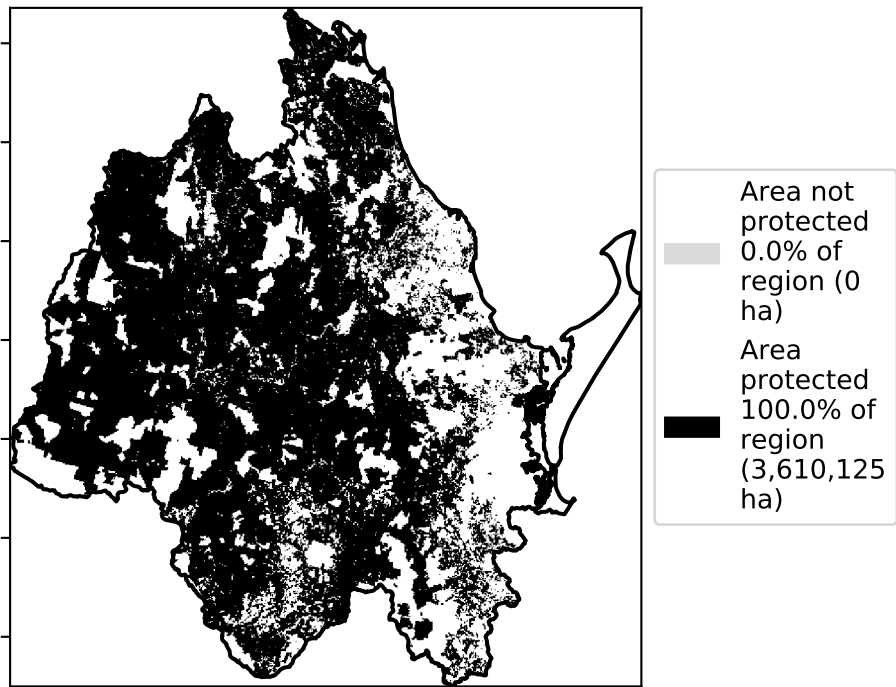 Area not
protected
0.0% of
region (0
ha)
Area
protected
100.0% of
region
(3,610,125
ha)